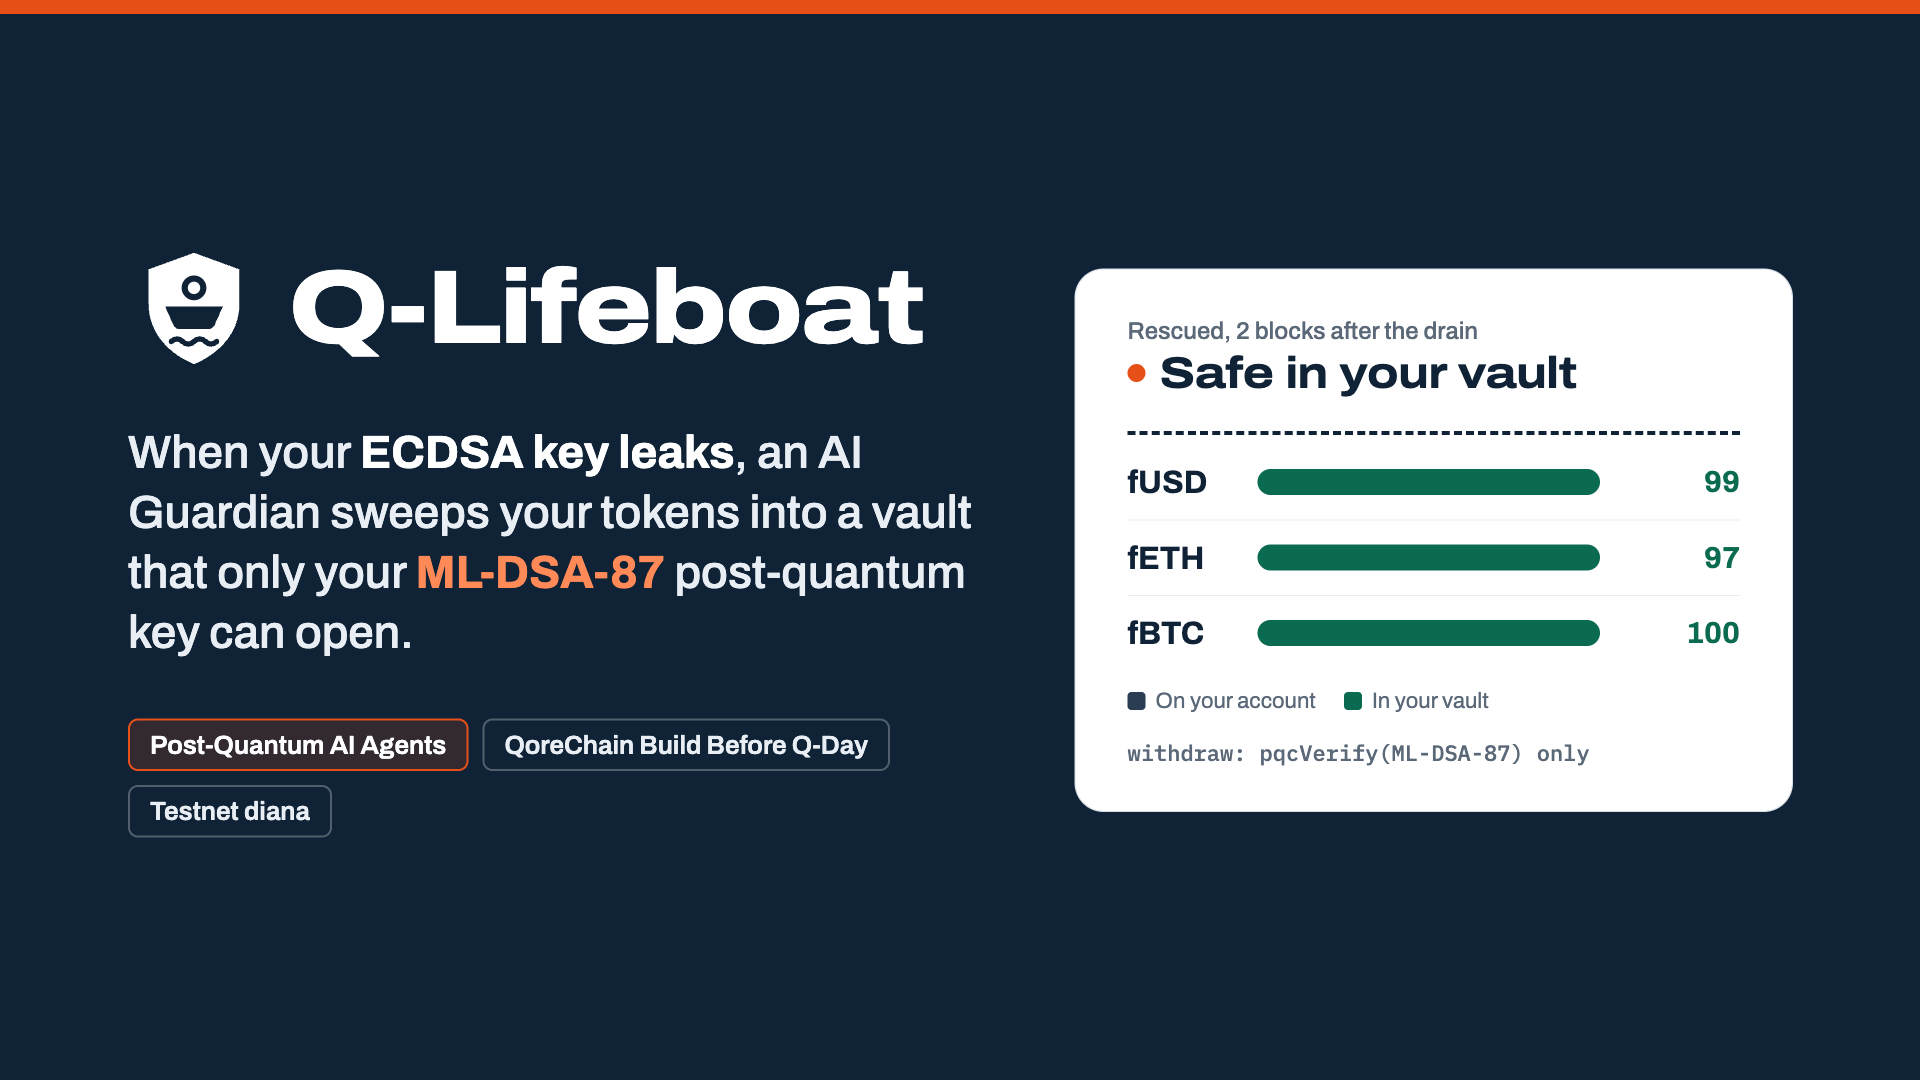 Q-Lifeboat
When your ECDSA key leaks, an AI
Guardian sweeps your tokens into a vault
that only your ML-DSA-87 post-quantum
key can open.
Post-Quantum AI Agents
QoreChain Build Before Q-Day
Testnet diana
Rescued, 2 blocks after the drain
Safe in your vault
fUSD 99
fETH 97
fBTC 100
On your account In your vault
withdraw: pqcVerify(ML-DSA-87) only